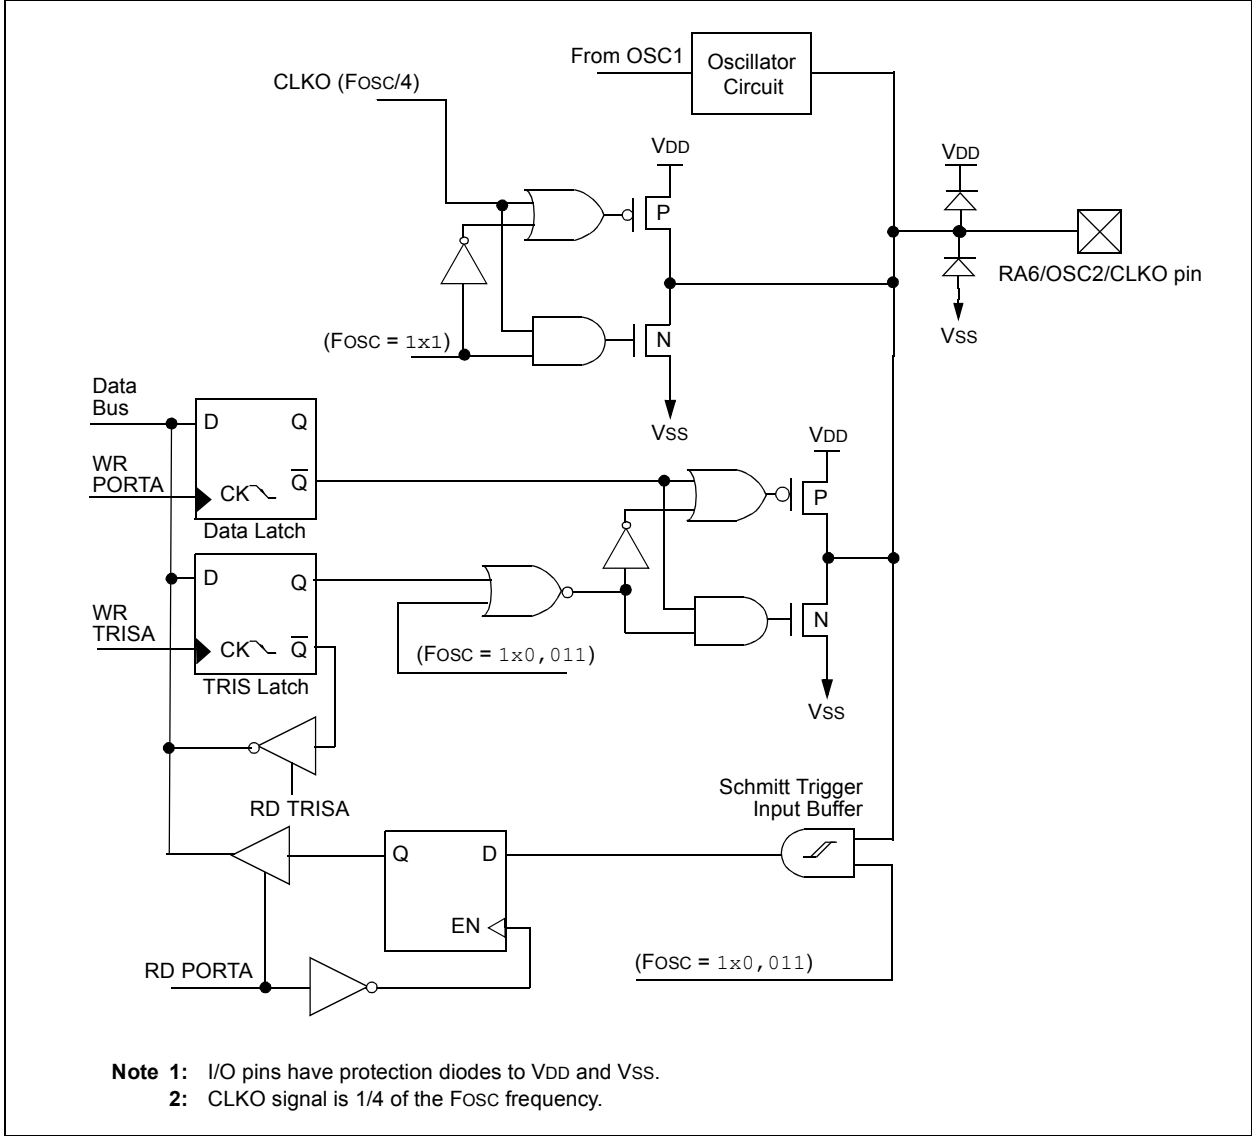 From OSC1
Oscillator
Circuit
CLKO (FOSC/4)
VDD
P
VDD
RA6/OSC2/CLKO pin
VSS
(FOSC = 1x1)
N
VSS
Data
Bus
D
Q
WR
PORTA
CK
Q
Data Latch
VDD
P
D
Q
WR
TRISA
CK
Q
TRIS Latch
(FOSC = 1x0,011)
N
VSS
RD TRISA
Schmitt Trigger
Input Buffer
Q
D
EN
RD PORTA
(FOSC = 1x0,011)
Note 1: I/O pins have protection diodes to VDD and VSS.
2: CLKO signal is 1/4 of the FOSC frequency.